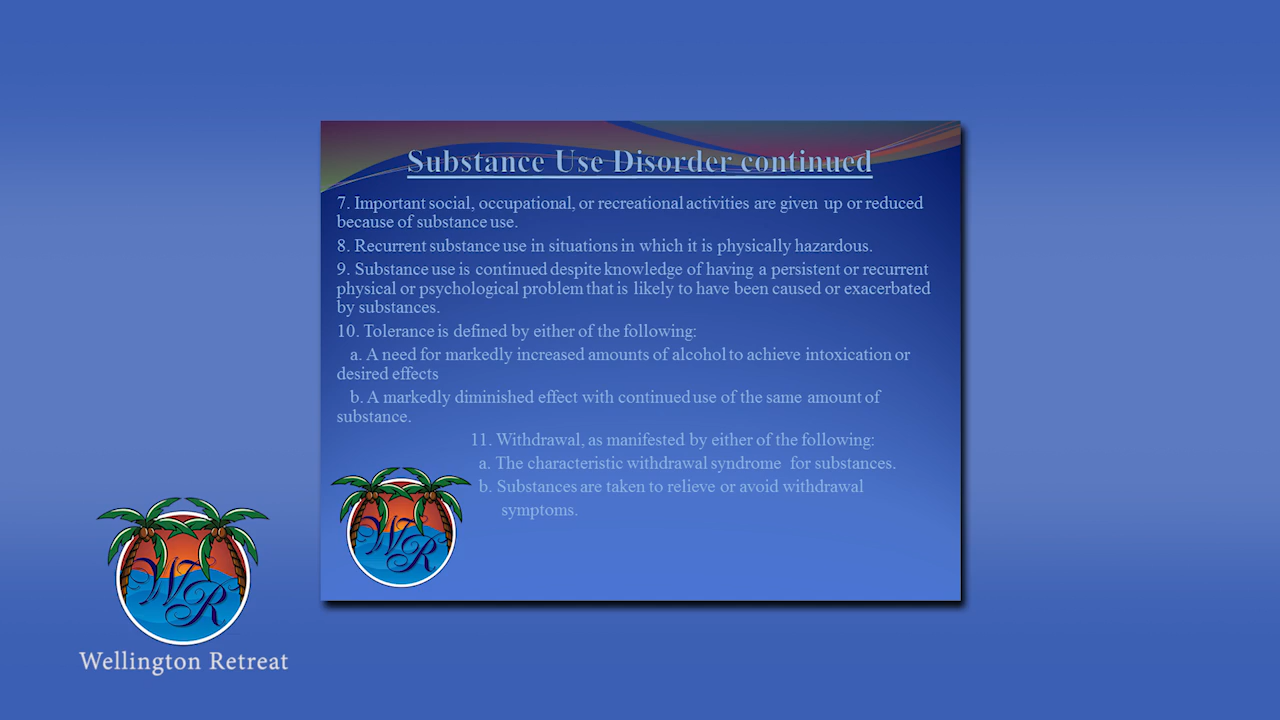 Substance Use Disorder continued
7. Important social, occupational, or recreational activities are given up or reduced
because of substance use.
8. Recurrent substance use in situations in which it is physically hazardous.
9. Substance use is continued despite knowledge of having a persistent or recurrent
physical or psychological problem that is likely to have been caused or exacerbated
by substances.
10. Tolerance is defined by either of the following:
a. A need for markedly increased amounts of alcohol to achieve intoxication or
desired effects
b. A markedly diminished effect with continued use of the same amount of
substance.
11. Withdrawal, as manifested by either of the following:
a. The characteristic withdrawal syndrome for substances.
b. Substances are taken to relieve or avoid withdrawal
symptoms.
WR
WR
Wellington Retreat